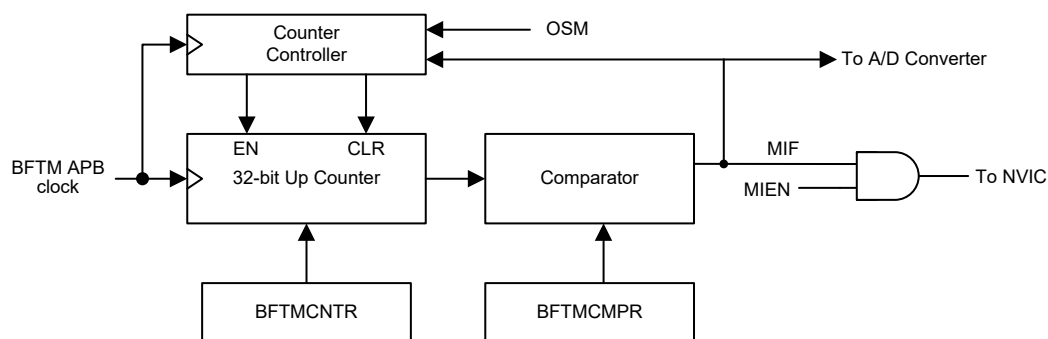 Counter
Controller
OSM
To A/D Converter
EN
CLR
BFTM APB
clock
32-bit Up Counter
Comparator
MIF
MIEN
To NVIC
BFTMCNTR
BFTMCMPR